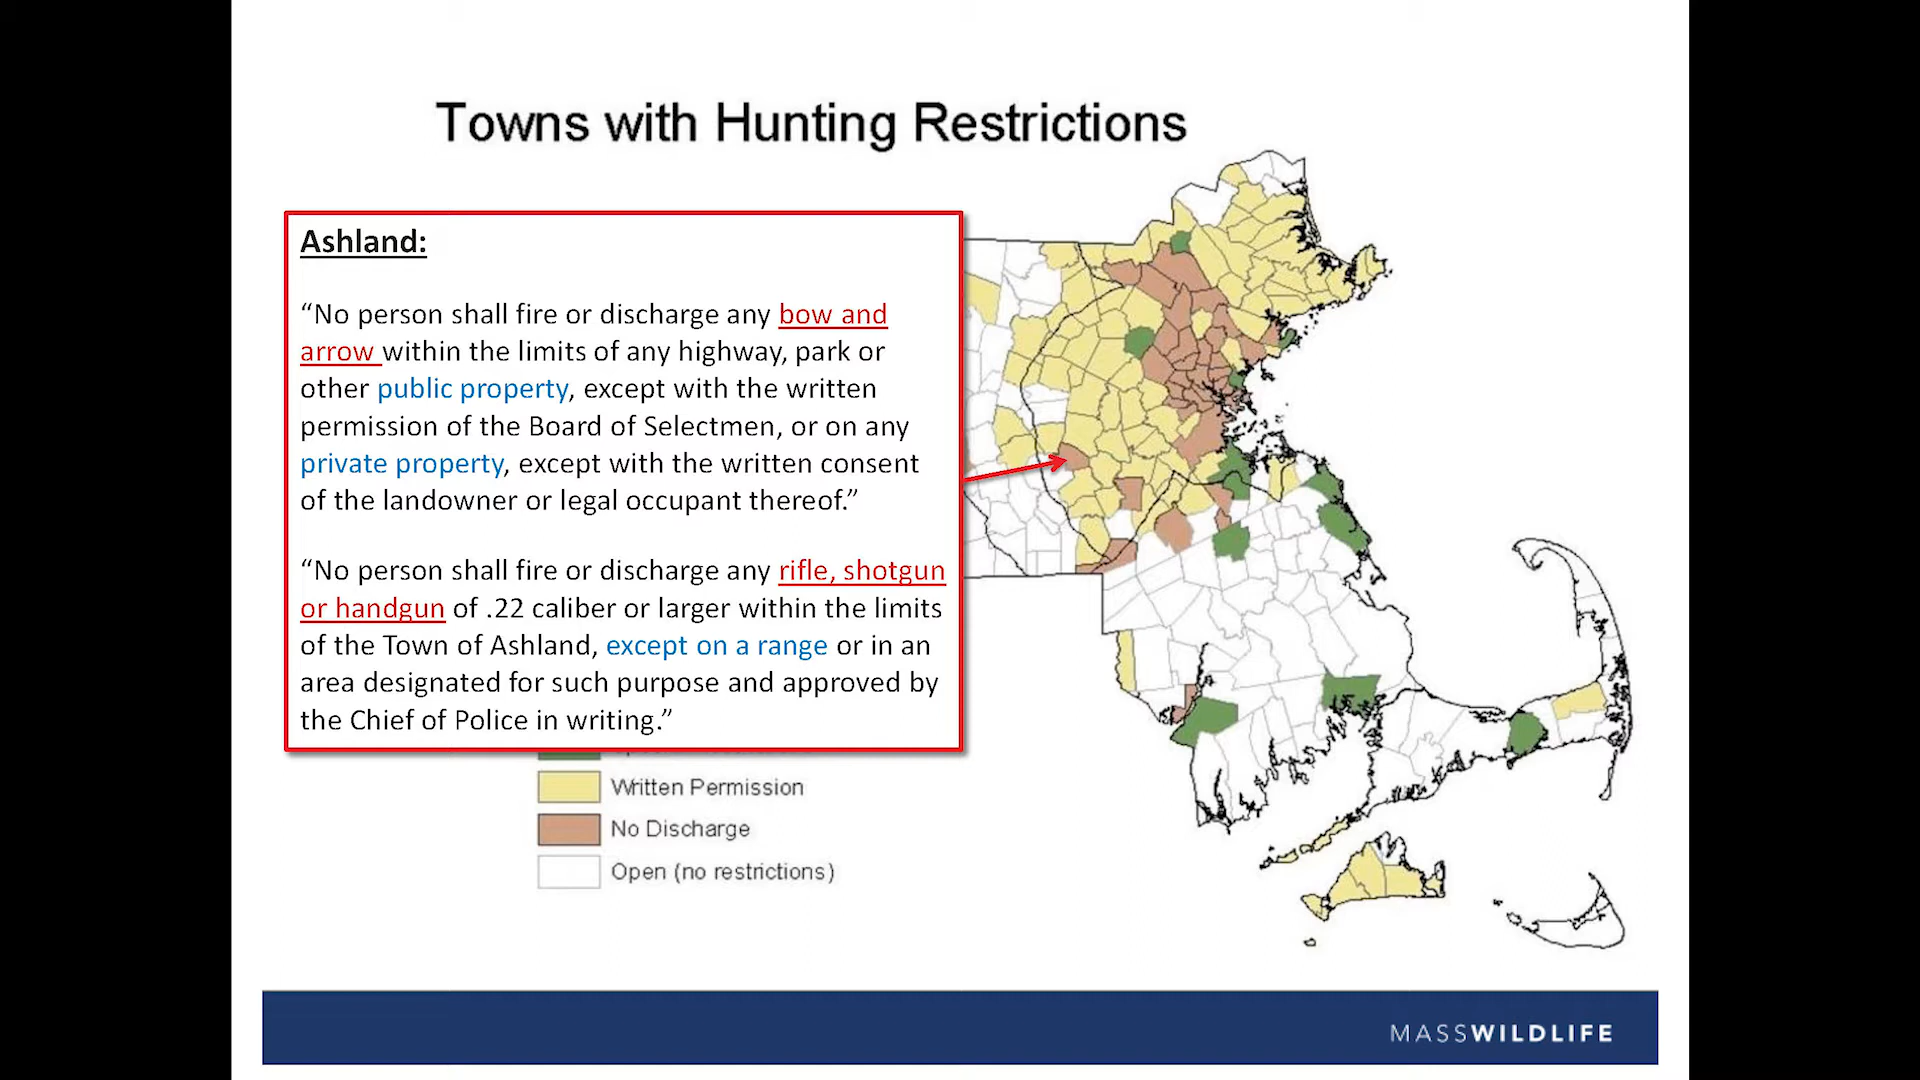 Towns with Hunting Restrictions
Ashland:
“No person shall fire or discharge any bow and
arrow within the limits of any highway, park or
other public property, except with the written
permission of the Board of Selectmen, or on any
private property, except with the written consent
of the landowner or legal occupant thereof.”
“No person shall fire or discharge any rifle, shotgun
or handgun of .22 caliber or larger within the limits
of the Town of Ashland, except on a range or in an
area designated for such purpose and approved by
the Chief of Police in writing.”
Written Permission
No Discharge
Open (no restrictions)
MASSWILDLIFE